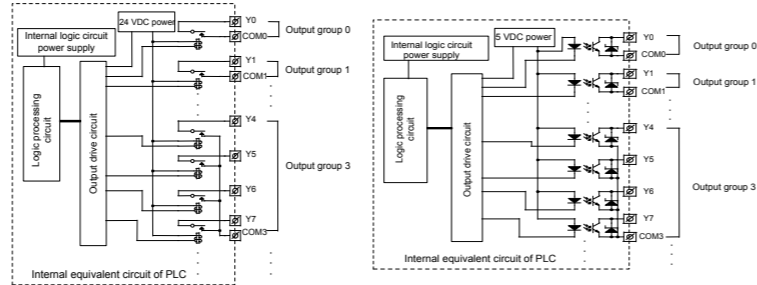 24 VDC power
Internal logic circuit power supply
Logic processing circuit
Output drive circuit
Y0
COM0
Output group 0
Y1
COM1
Output group 1
Y4
Y5
Y6
Y7
COM3
Output group 3
Internal equivalent circuit of PLC
5 VDC power
Internal logic circuit power supply
Logic processing circuit
Output drive circuit
Y0
COM0
Output group 0
Y1
COM1
Output group 1
Y4
Y5
Y6
Y7
COM3
Output group 3
Internal equivalent circuit of PLC